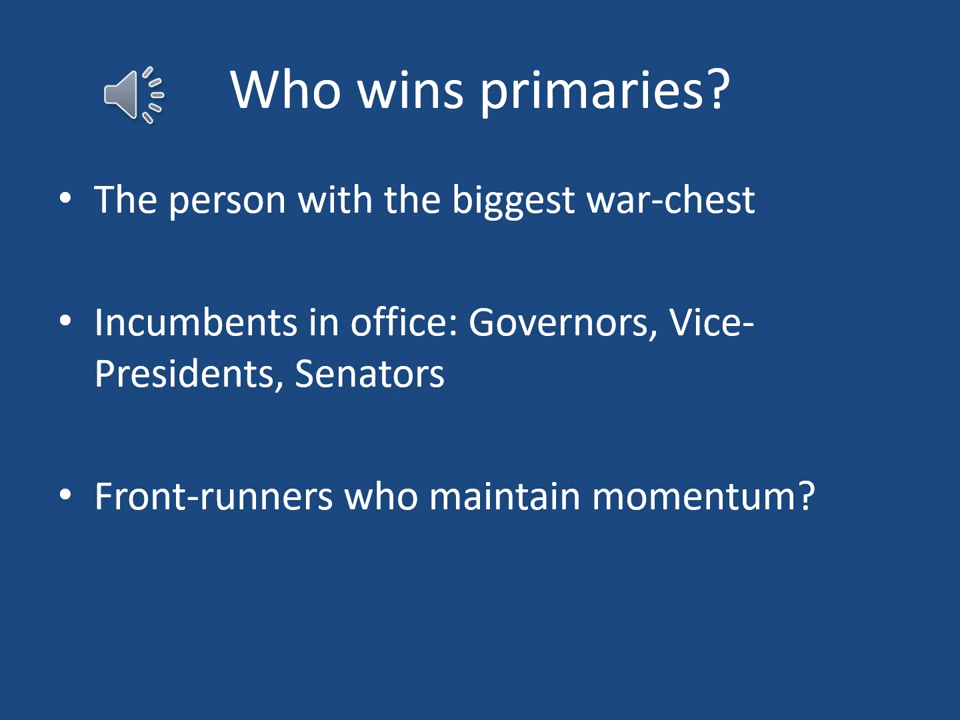 Who wins primaries?
• The person with the biggest war-chest
• Incumbents in office: Governors, Vice-
Presidents, Senators
• Front-runners who maintain momentum?